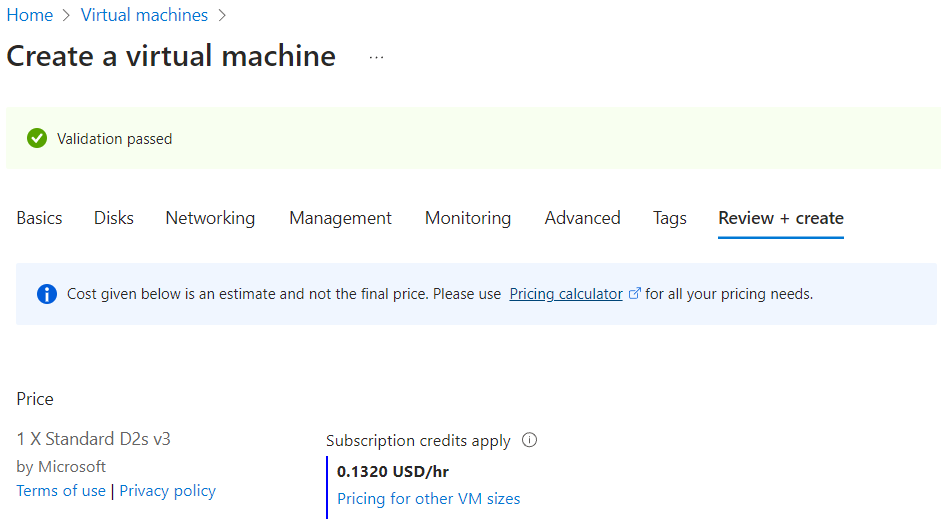 Home > Virtual machines >
Create a virtual machine ...
Validation passed
Basics Disks Networking Management Monitoring Advanced Tags Review + create
Cost given below is an estimate and not the final price. Please use Pricing calculator for all your pricing needs.
Price
1 X Standard D2s v3
by Microsoft
Terms of use | Privacy policy
Subscription credits apply
0.1320 USD/hr
Pricing for other VM sizes